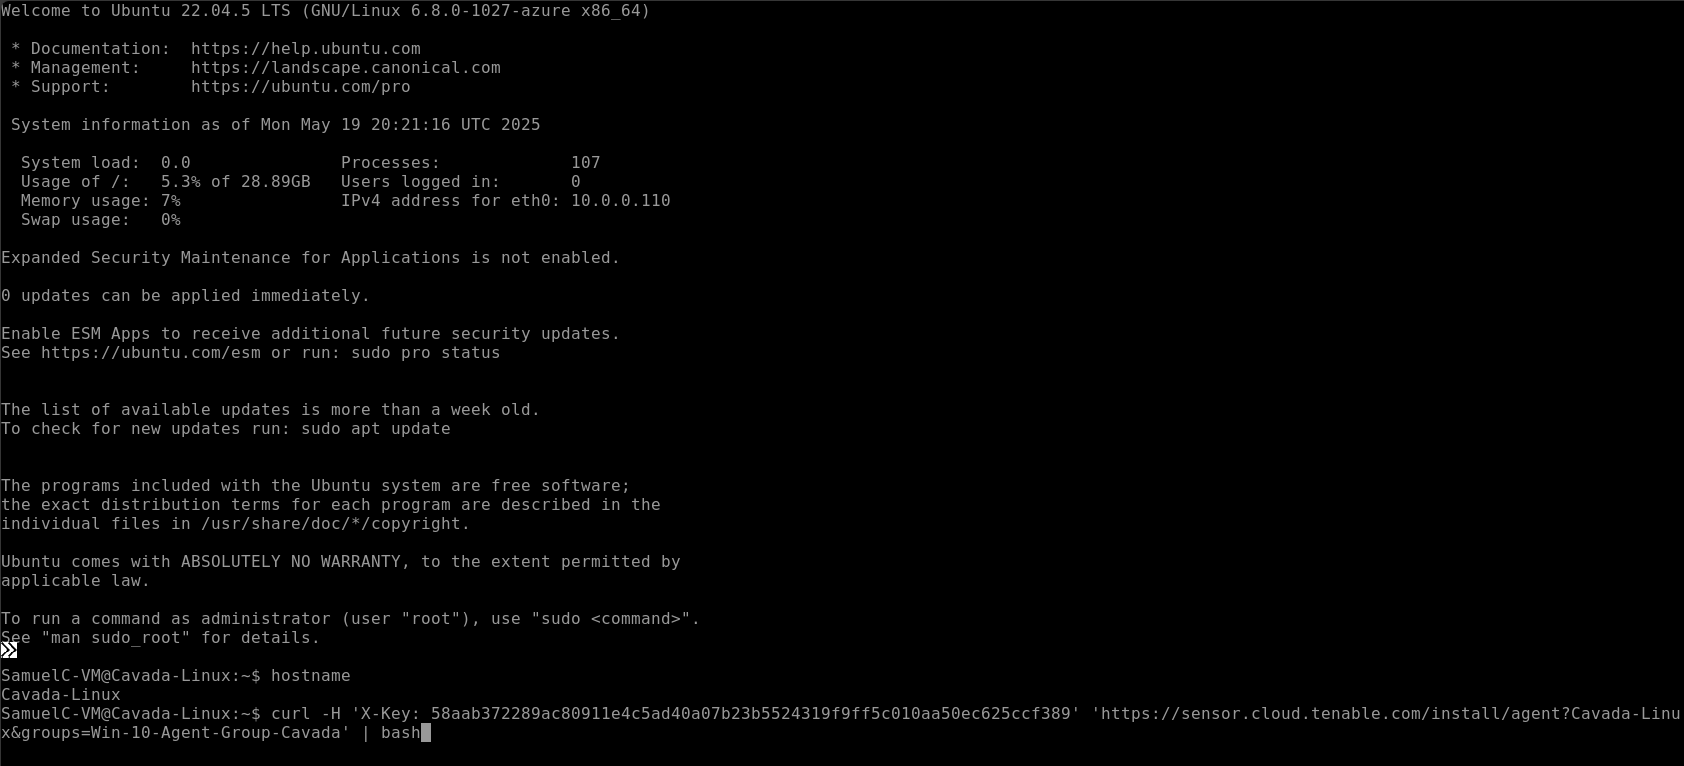 Welcome to Ubuntu 22.04.5 LTS (GNU/Linux 6.8.0-1027-azure x86_64)
* Documentation:  https://help.ubuntu.com
* Management:     https://landscape.canonical.com
* Support:        https://ubuntu.com/pro
System information as of Mon May 19 20:21:16 UTC 2025
System load:  0.0               Processes:             107
Usage of /:   5.3% of 28.89GB   Users logged in:       0
Memory usage: 7%                IPv4 address for eth0: 10.0.0.110
Swap usage:   0%
Expanded Security Maintenance for Applications is not enabled.
0 updates can be applied immediately.
Enable ESM Apps to receive additional future security updates.
See https://ubuntu.com/esm or run: sudo pro status
The list of available updates is more than a week old.
To check for new updates run: sudo apt update
The programs included with the Ubuntu system are free software;
the exact distribution terms for each program are described in the
individual files in /usr/share/doc/*/copyright.
Ubuntu comes with ABSOLUTELY NO WARRANTY, to the extent permitted by
applicable law.
To run a command as administrator (user "root"), use "sudo <command>".
See "man sudo_root" for details.
SamuelC-VM@Cavada-Linux:~$ hostname
Cavada-Linux
SamuelC-VM@Cavada-Linux:~$ curl -H 'X-Key: 58aab372289ac80911e4c5ad40a07b23b5524319f9ff5c010aa50ec625ccf389' 'https://sensor.cloud.tenable.com/install/agent?Cavada-Linu
x&groups=Win-10-Agent-Group-Cavada' | bash